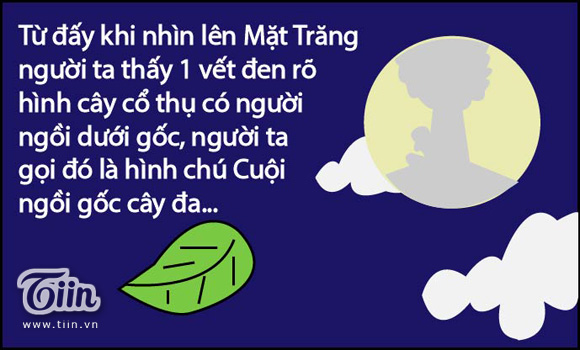 Từ đấy khi nhìn lên Mặt Trăng
người ta thấy 1 vết đen rõ
hình cây cổ thụ có người
ngồi dưới gốc, người ta
gọi đó là hình chú Cuội
ngồi gốc cây đa...
Tiin
www.tiin.vn